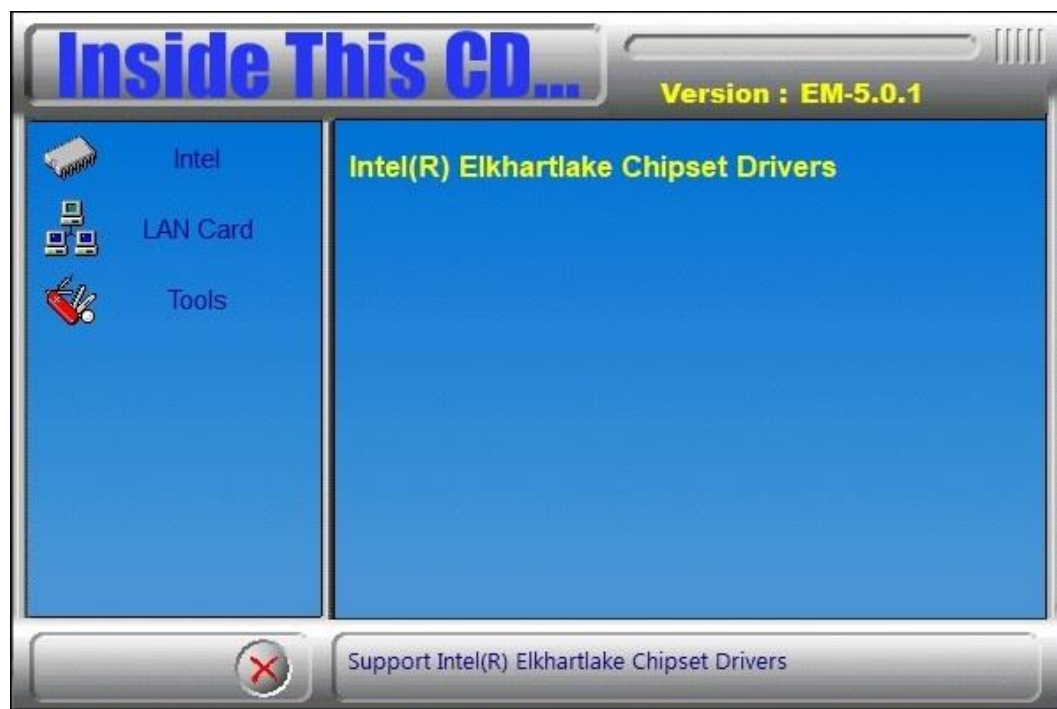 Inside This CD...
Version : EM-5.0.1
Intel
LAN Card
Tools
Intel(R) Elkhartlake Chipset Drivers
Support Intel(R) Elkhartlake Chipset Drivers